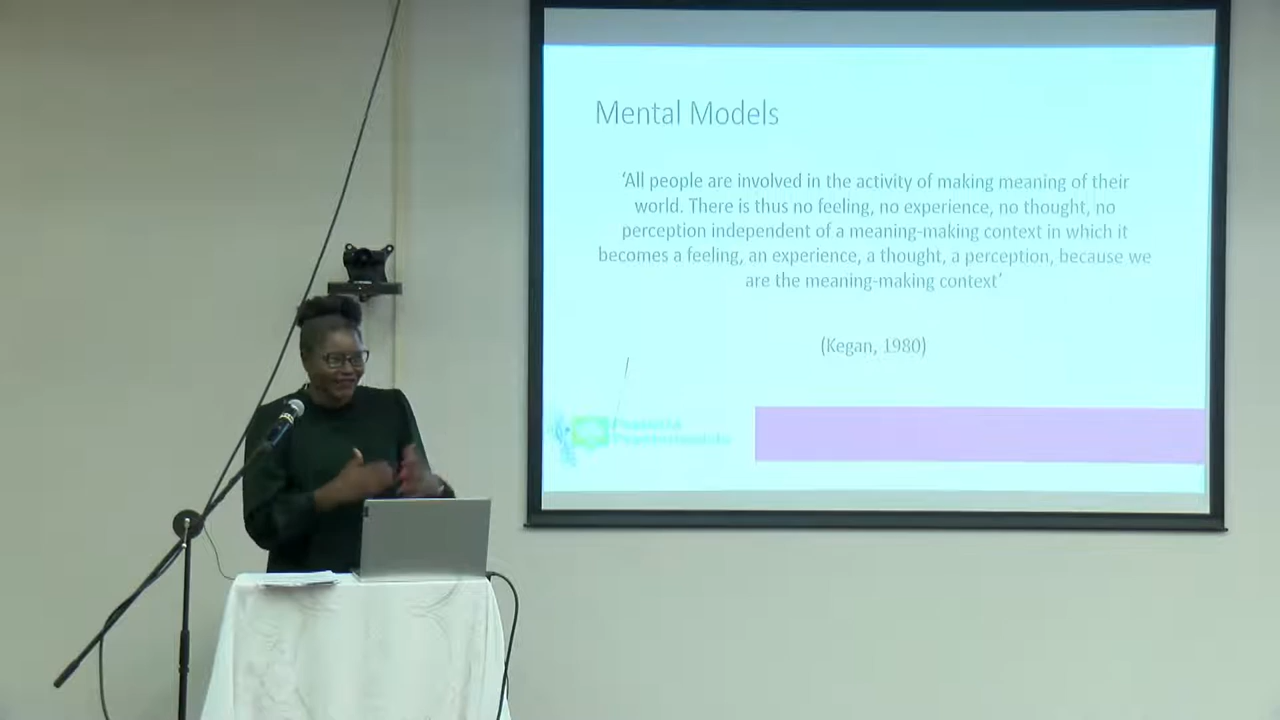 Mental Models
‘All people are involved in the activity of making meaning of their
world. There is thus no feeling, no experience, no thought, no
perception independent of a meaning-making context in which it
becomes a feeling, an experience, a thought, a perception, because we
are the meaning-making context’
(Kegan, 1980)